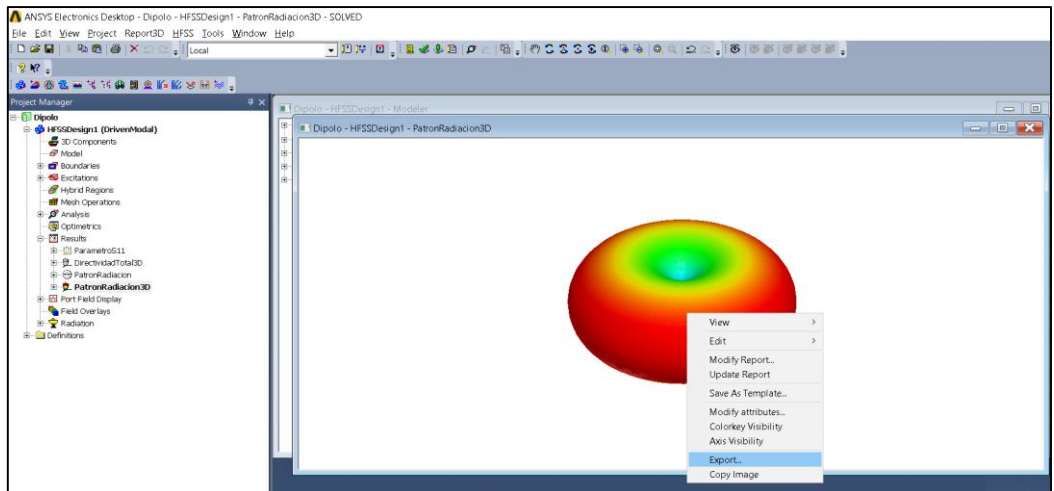 ANSYS Electronics Desktop - Dipolo - HFSSDesign1 - PatronRadiacion3D - SOLVED
File Edit View Project Report3D HFSS Tools Window Help
Local
Project Manager
Dipolo - HFSSDesign1 - Modeler
Dipolo
HFSSDesign1 (DrivenModal)
3D Components
Model
Boundaries
Excitations
Hybrid Regions
Mesh Operations
Analysis
Optimetrics
Results
ParametroS11
DirectividadTotal3D
PatronRadiacion
PatronRadiacion3D
Port Field Display
Field Overlays
Radiation
Definitions
Dipolo - HFSSDesign1 - PatronRadiacion3D
View
Edit
Modify Report...
Update Report
Save As Template...
Modify attributes...
Colorkey Visibility
Axis Visibility
Export...
Copy Image